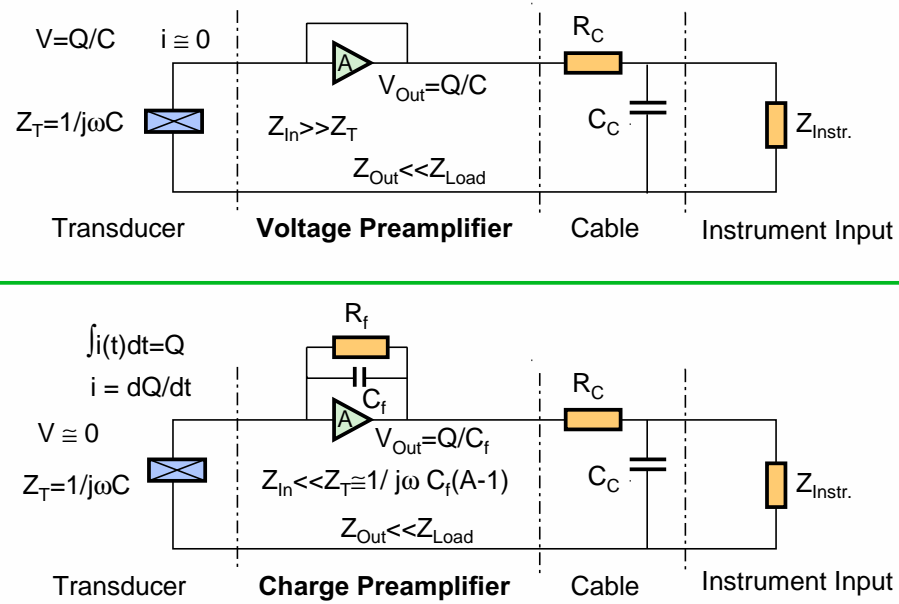 V=Q/C i ≅ 0
R_C
A
V_Out=Q/C
Z_T=1/jωC
Z_In>>Z_T
C_C
Z_Instr.
Z_Out<<Z_Load
Transducer
Voltage Preamplifier
Cable
Instrument Input
R_f
∫i(t)dt=Q
i = dQ/dt
C_f
R_C
A
V ≅ 0
V_Out=Q/C_f
Z_T=1/jωC
Z_In<<Z_T≅1/ jω C_f(A-1)
C_C
Z_Instr.
Z_Out<<Z_Load
Transducer
Charge Preamplifier
Cable
Instrument Input